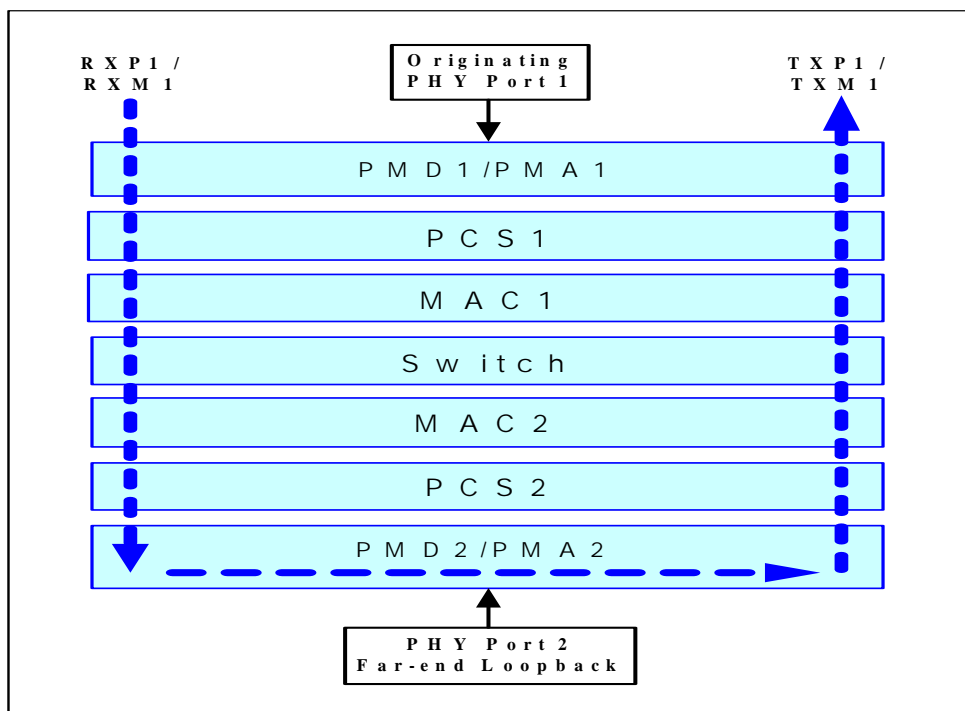 RXP1 /
RXM1
Originating
PHY Port 1
TXP1 /
TXM1
PMD1/PMA1
PCS1
MAC1
Switch
MAC2
PCS2
PMD2/PMA2
PHY Port 2
Far-end Loopback